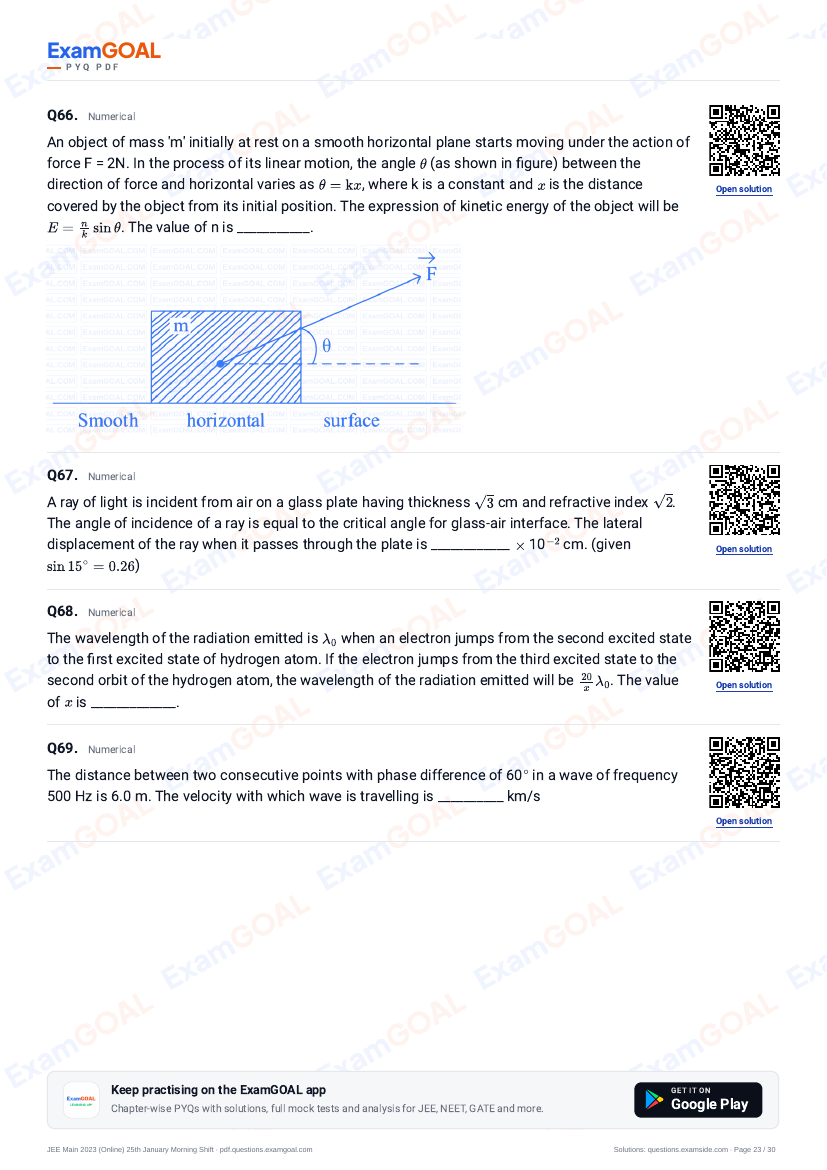 ExamGOAL
PYQ PDF
Q66. Numerical
An object of mass 'm' initially at rest on a smooth horizontal plane starts moving under the action of
force F = 2N. In the process of its linear motion, the angle θ (as shown in figure) between the
direction of force and horizontal varies as θ = kx, where k is a constant and x is the distance
covered by the object from its initial position. The expression of kinetic energy of the object will be
E = n/k sin θ. The value of n is ___________.
Open solution
F
m
θ
Smooth horizontal surface
Q67. Numerical
A ray of light is incident from air on a glass plate having thickness √3 cm and refractive index √2.
The angle of incidence of a ray is equal to the critical angle for glass-air interface. The lateral
displacement of the ray when it passes through the plate is ____________ × 10⁻² cm. (given
sin 15° = 0.26)
Open solution
Q68. Numerical
The wavelength of the radiation emitted is λ₀ when an electron jumps from the second excited state
to the first excited state of hydrogen atom. If the electron jumps from the third excited state to the
second orbit of the hydrogen atom, the wavelength of the radiation emitted will be 20/x λ₀. The value
of x is _____________.
Open solution
Q69. Numerical
The distance between two consecutive points with phase difference of 60° in a wave of frequency
500 Hz is 6.0 m. The velocity with which wave is travelling is __________ km/s
Open solution
ExamGOAL
Keep practising on the ExamGOAL app
Chapter-wise PYQs with solutions, full mock tests and analysis for JEE, NEET, GATE and more.
GET IT ON
Google Play
JEE Main 2023 (Online) 25th January Morning Shift · pdf.questions.examgoal.com
Solutions: questions.examside.com · Page 23 / 30